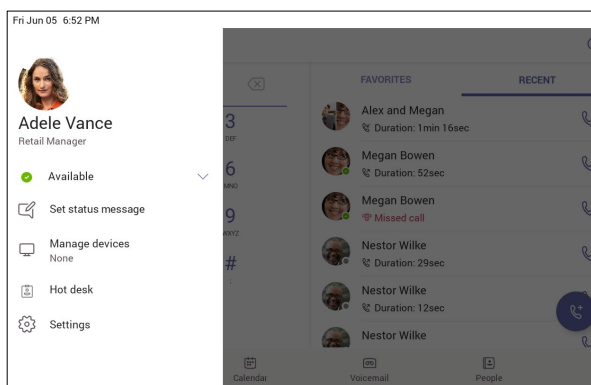 Fri Jun 05 6:52 PM
Adele Vance
Retail Manager
Available
Set status message
Manage devices
None
Hot desk
Settings
3
DEF
6
MNO
9
WXYZ
#
;
FAVORITES
RECENT
Alex and Megan
Duration: 1min 16sec
Megan Bowen
Duration: 52sec
Megan Bowen
Missed call
Nestor Wilke
Duration: 29sec
Nestor Wilke
Duration: 12sec
Nestor Wilke
Calendar
Voicemail
People